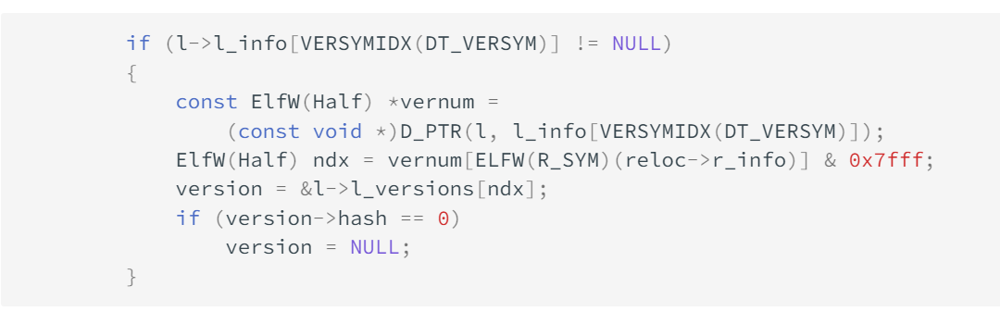 if (l->l_info[VERSYMIDX(DT_VERSYM)] != NULL)
{
    const ElfW(Half) *vernum =
        (const void *)D_PTR(l, l_info[VERSYMIDX(DT_VERSYM)]);
    ElfW(Half) ndx = vernum[ELFW(R_SYM)(reloc->r_info)] & 0x7fff;
    version = &l->l_versions[ndx];
    if (version->hash == 0)
        version = NULL;
}